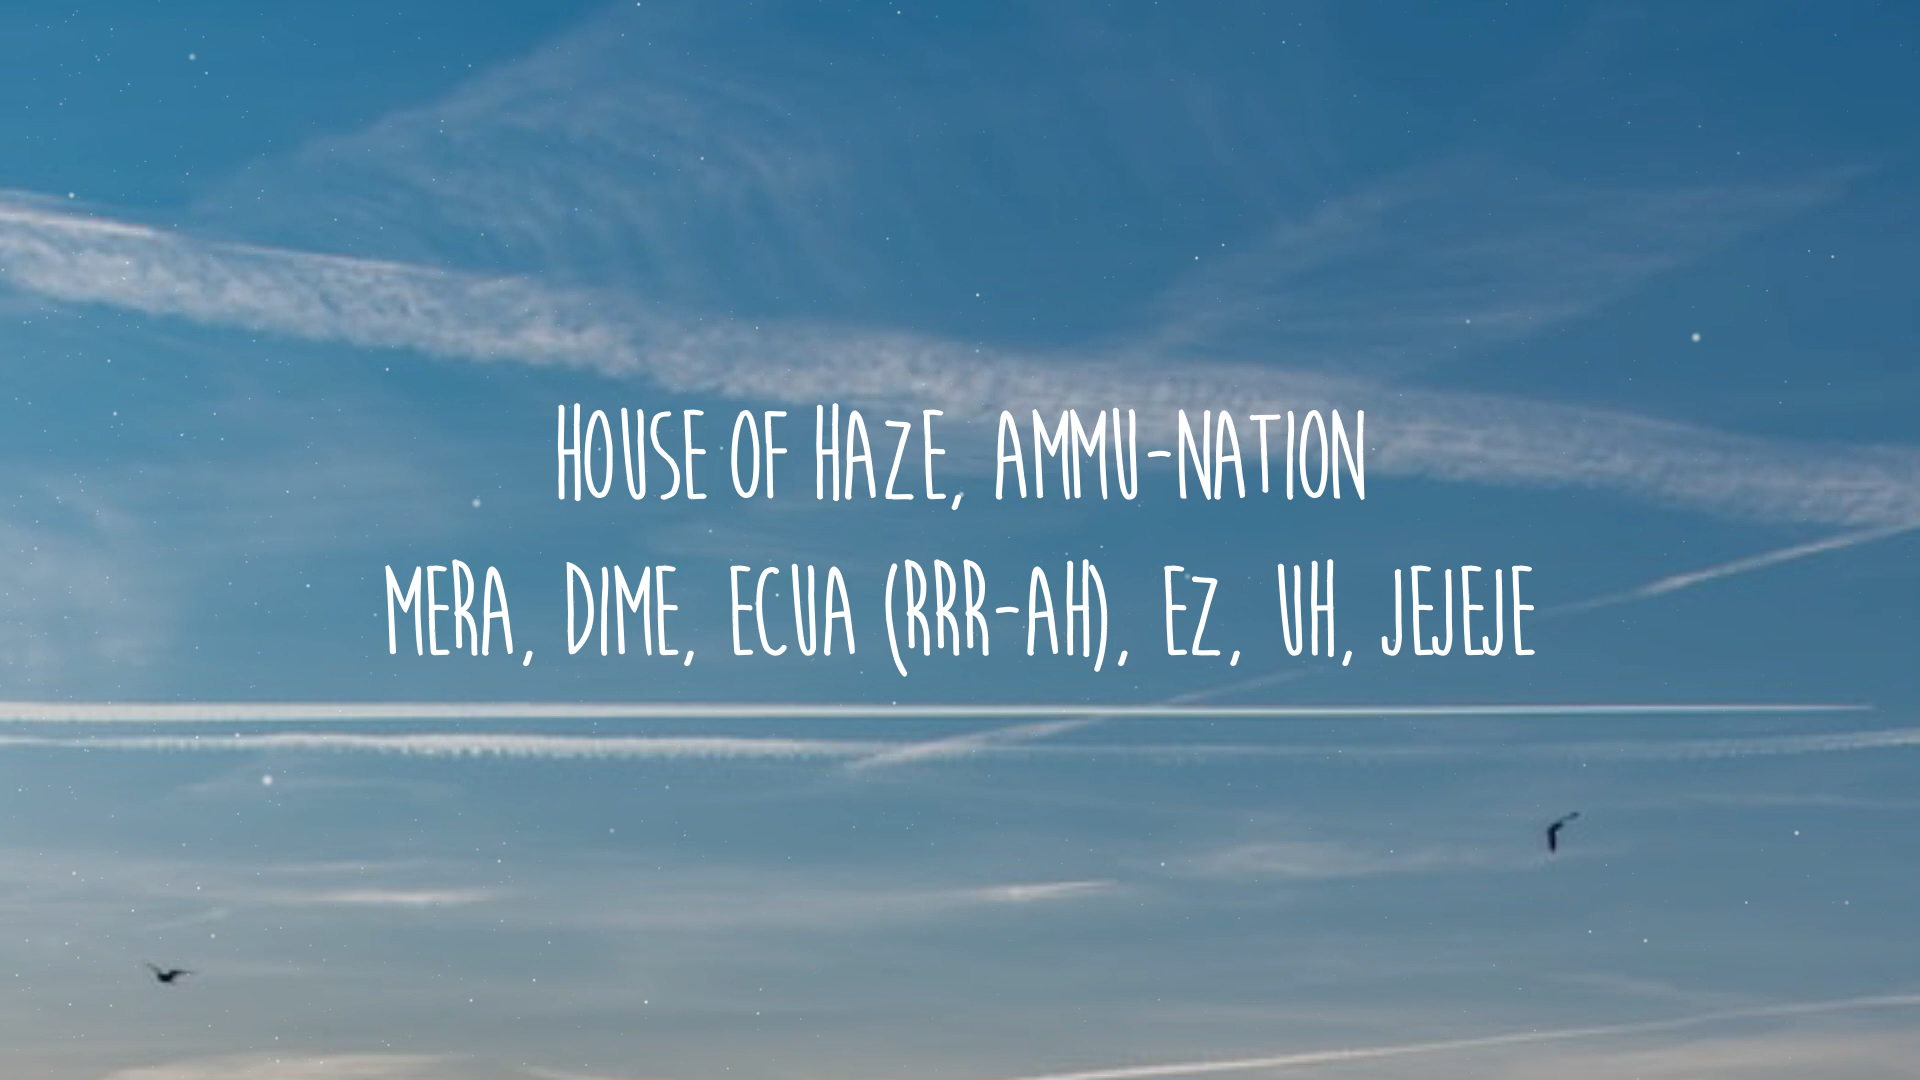 HOUSE OF HAZE, AMMU-NATION
MERA, DIME, ECUA (RRR-AH), EZ, UH, JEJEJE